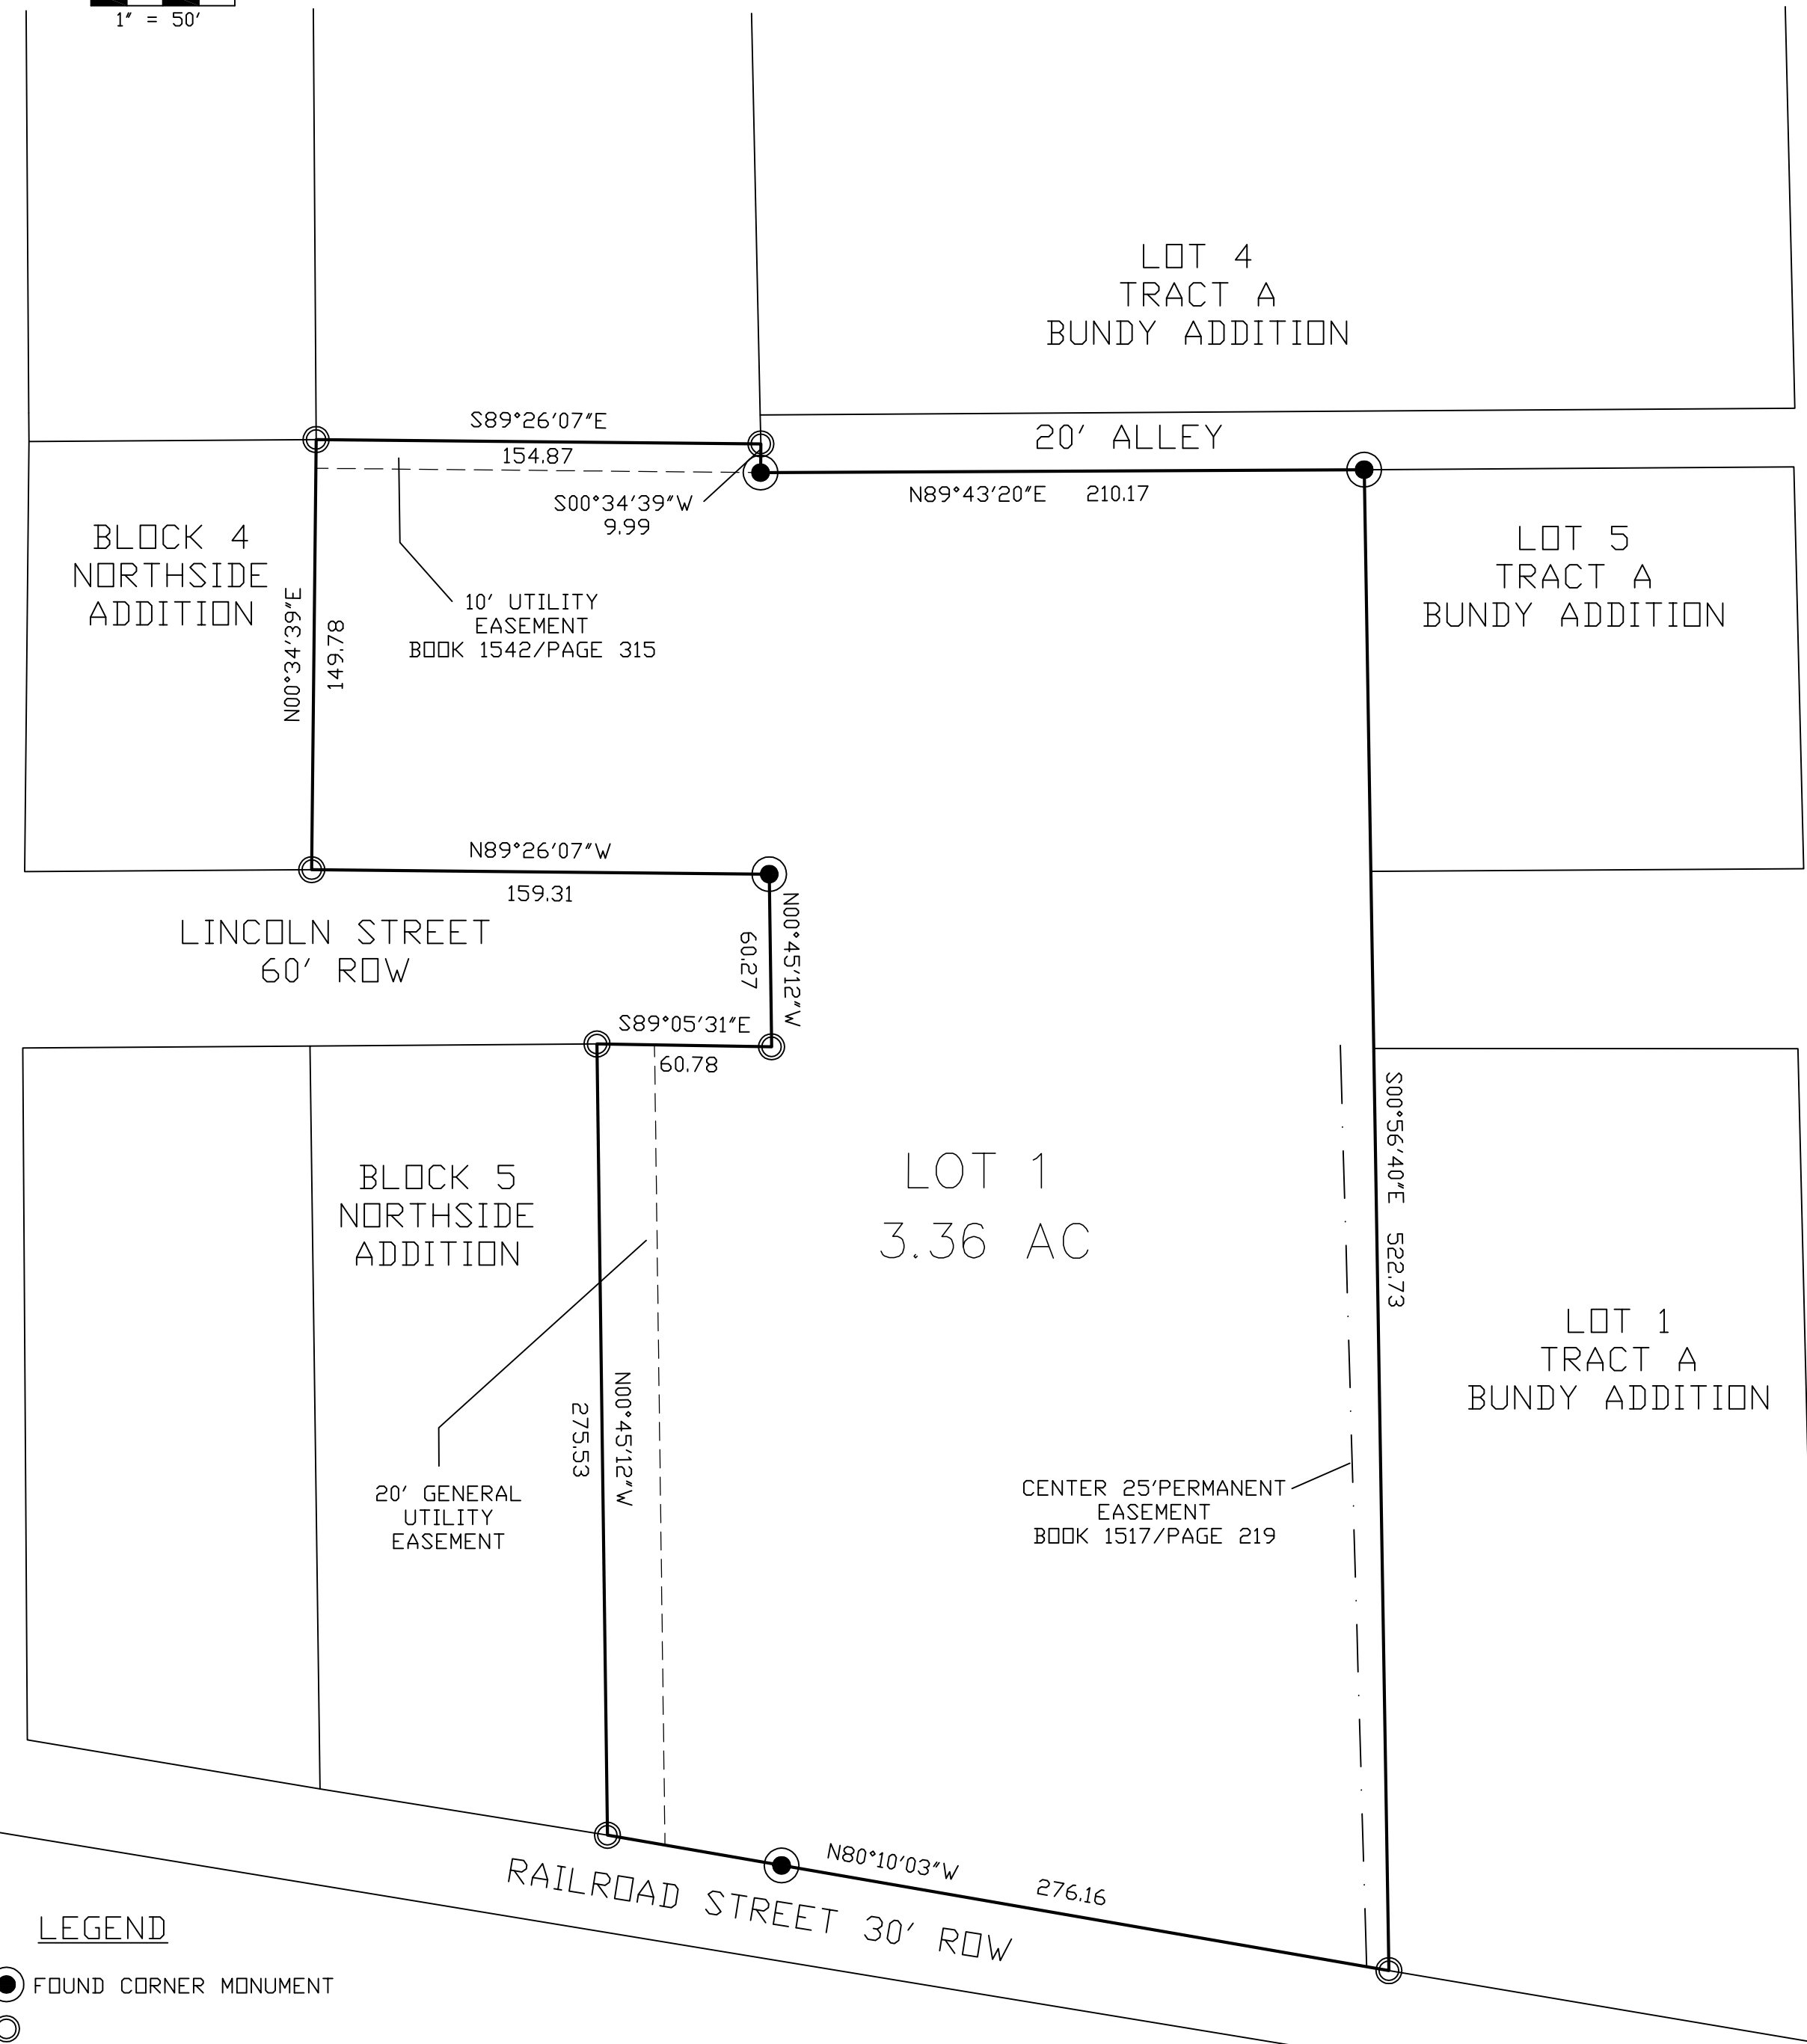 1" = 50'
LOT 4
TRACT A
BUNDY ADDITION
S89°26'07"E
154.87
20' ALLEY
S00°34'39"W
9.99
N89°43'20"E 210.17
BLOCK 4
NORTHSIDE
ADDITION
LOT 5
TRACT A
BUNDY ADDITION
N00°34'39"E
149.78
10' UTILITY
EASEMENT
BOOK 1542/PAGE 315
N89°26'07"W
159.31
LINCOLN STREET
60' ROW
N00°45'12"W
60.27
S89°05'31"E
60.78
S00°56'40"E 522.73
LOT 1
3.36 AC
BLOCK 5
NORTHSIDE
ADDITION
LOT 1
TRACT A
BUNDY ADDITION
N00°45'12"W
275.53
20' GENERAL
UTILITY
EASEMENT
CENTER 25'PERMANENT
EASEMENT
BOOK 1517/PAGE 219
N80°10'03"W 276.16
RAILROAD STREET 30' ROW
LEGEND
FOUND CORNER MONUMENT